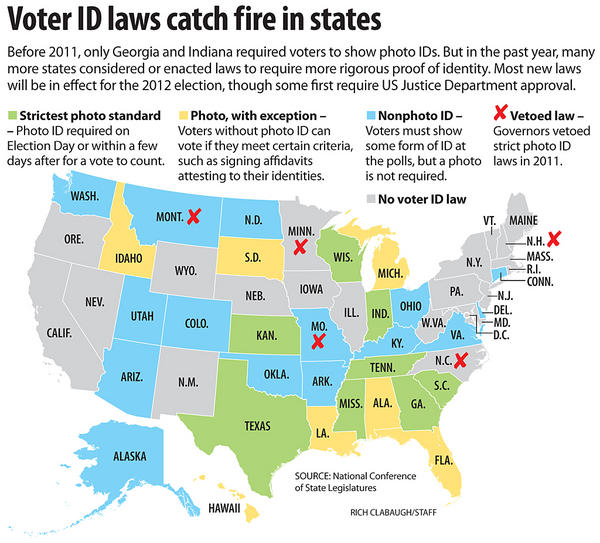 Voter ID laws catch fire in states
Before 2011, only Georgia and Indiana required voters to show photo IDs. But in the past year, many
more states considered or enacted laws to require more rigorous proof of identity. Most new laws
will be in effect for the 2012 election, though some first require US Justice Department approval.
Strictest photo standard
– Photo ID required on
Election Day or within a few
days after for a vote to count.
Photo, with exception –
Voters without photo ID can
vote if they meet certain criteria,
such as signing affidavits
attesting to their identities.
Nonphoto ID –
Voters must show
some form of ID at
the polls, but a photo
is not required.
Vetoed law –
Governors vetoed
strict photo ID
laws in 2011.
No voter ID law
WASH.
MONT.
N.D.
MINN.
VT.
MAINE
ORE.
IDAHO
S.D.
WIS.
MICH.
N.Y.
N.H.
MASS.
R.I.
CONN.
WYO.
NEB.
IOWA
ILL.
IND.
OHIO
PA.
N.J.
DEL.
MD.
D.C.
NEV.
UTAH
COLO.
KAN.
MO.
KY.
W.VA.
VA.
CALIF.
ARIZ.
N.M.
OKLA.
ARK.
TENN.
N.C.
S.C.
TEXAS
LA.
MISS.
ALA.
GA.
FLA.
ALASKA
HAWAII
SOURCE: National Conference
of State Legislatures
RICH CLABAUGH/STAFF